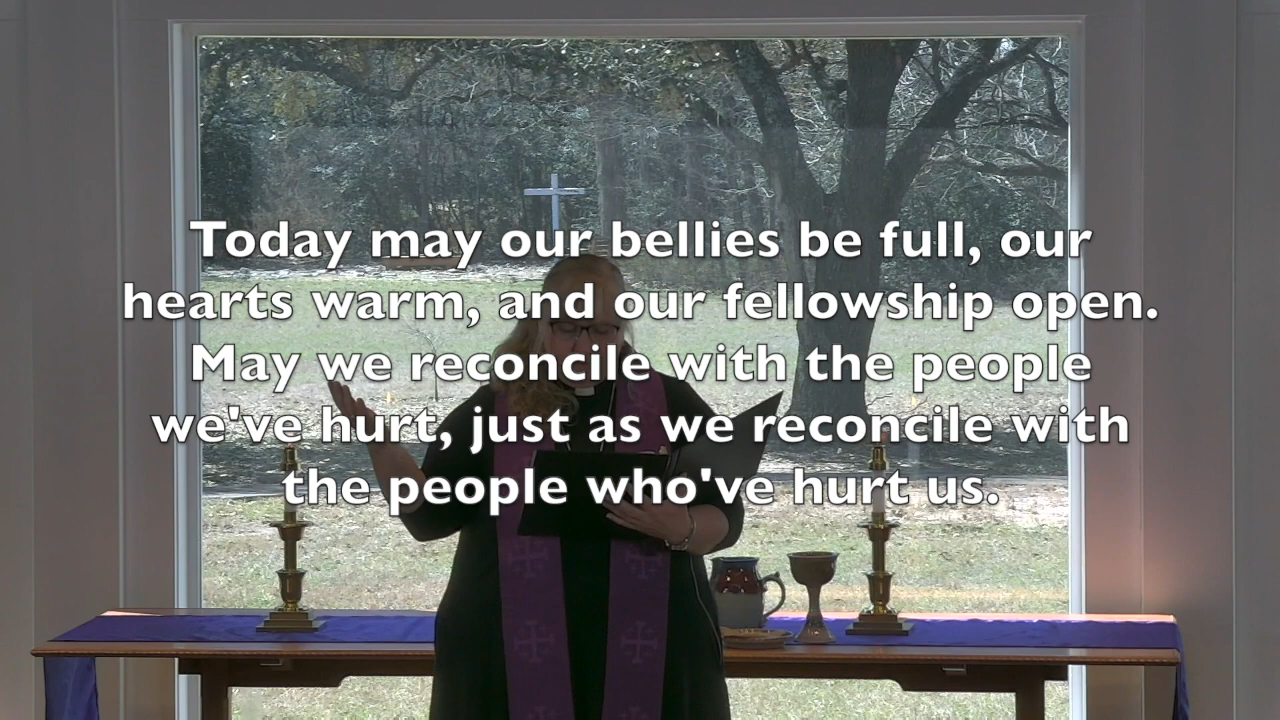 Today may our bellies be full, our
hearts warm, and our fellowship open.
May we reconcile with the people
we've hurt, just as we reconcile with
the people who've hurt us.